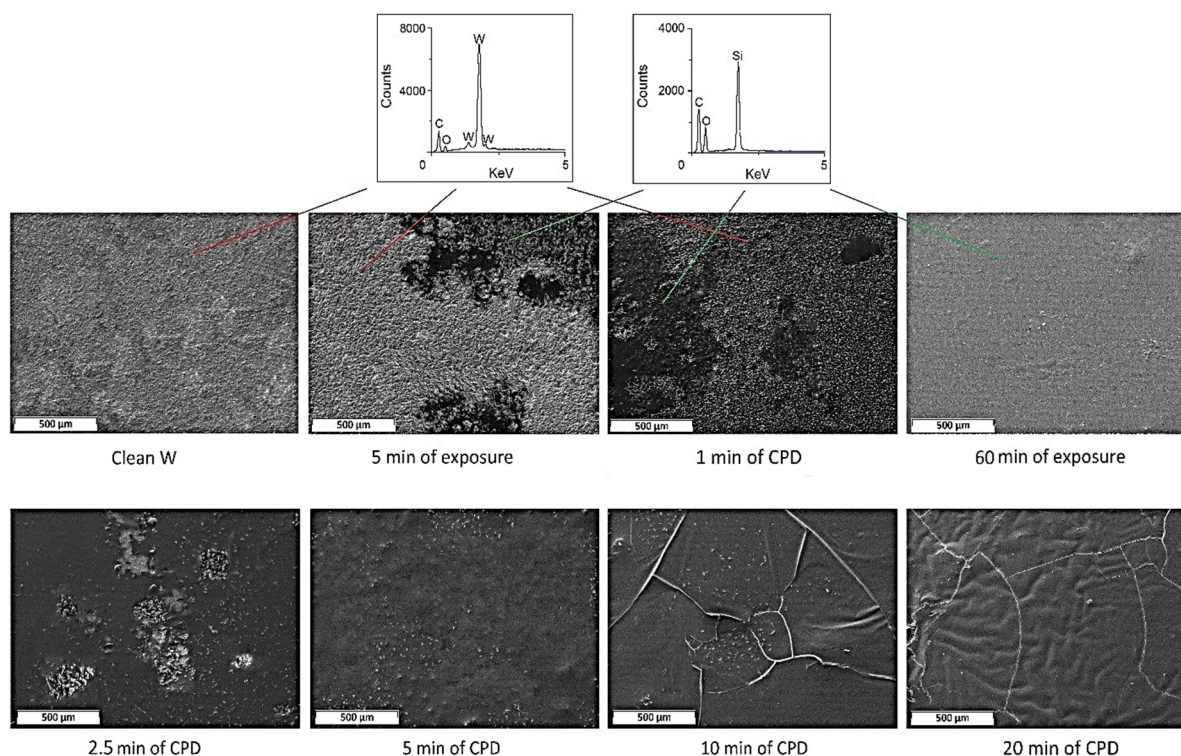 8000
4000
0
Counts
C
O
W
W
W
5
KeV
4000
2000
0
Counts
C
O
Si
5
KeV
500 µm
500 µm
500 µm
500 µm
Clean W
5 min of exposure
1 min of CPD
60 min of exposure
500 µm
500 µm
500 µm
500 µm
2.5 min of CPD
5 min of CPD
10 min of CPD
20 min of CPD